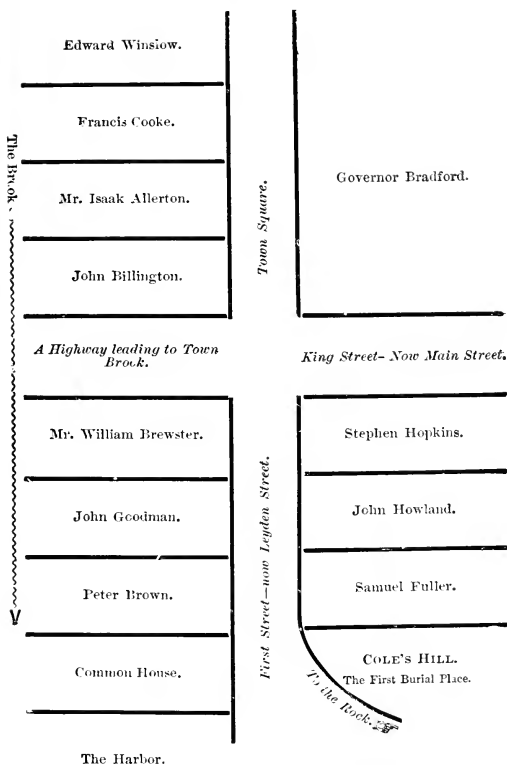 Edward Winslow.
Francis Cooke.
The Brook.
Mr. Isaak Allerton.
Governor Bradford.
Town Square.
John Billington.
A Highway leading to Town
Brook.
King Street- Now Main Street.
Mr. William Brewster.
Stephen Hopkins.
John Goodman.
John Howland.
First Street—now Leyden Street.
Peter Brown.
Samuel Fuller.
Common House.
COLE'S HILL.
The First Burial Place.
To the Rock.
The Harbor.